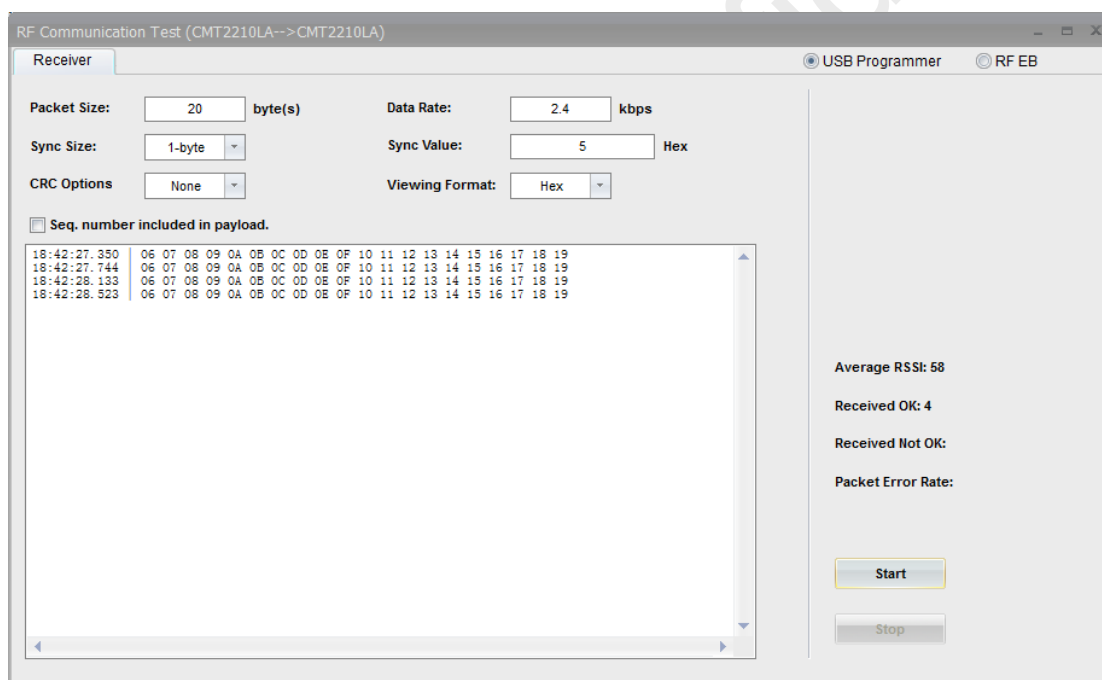 RF Communication Test (CMT2210LA-->CMT2210LA)
Receiver USB Programmer RF EB
Packet Size: 20 byte(s) Data Rate: 2.4 kbps
Sync Size: 1-byte Sync Value: 5 Hex
CRC Options None Viewing Format: Hex
Seq. number included in payload.
18:42:27.350 06 07 08 09 0A 0B 0C 0D 0E 0F 10 11 12 13 14 15 16 17 18 19
18:42:27.744 06 07 08 09 0A 0B 0C 0D 0E 0F 10 11 12 13 14 15 16 17 18 19
18:42:28.133 06 07 08 09 0A 0B 0C 0D 0E 0F 10 11 12 13 14 15 16 17 18 19
18:42:28.523 06 07 08 09 0A 0B 0C 0D 0E 0F 10 11 12 13 14 15 16 17 18 19
Average RSSI: 58
Received OK: 4
Received Not OK:
Packet Error Rate:
Start
Stop